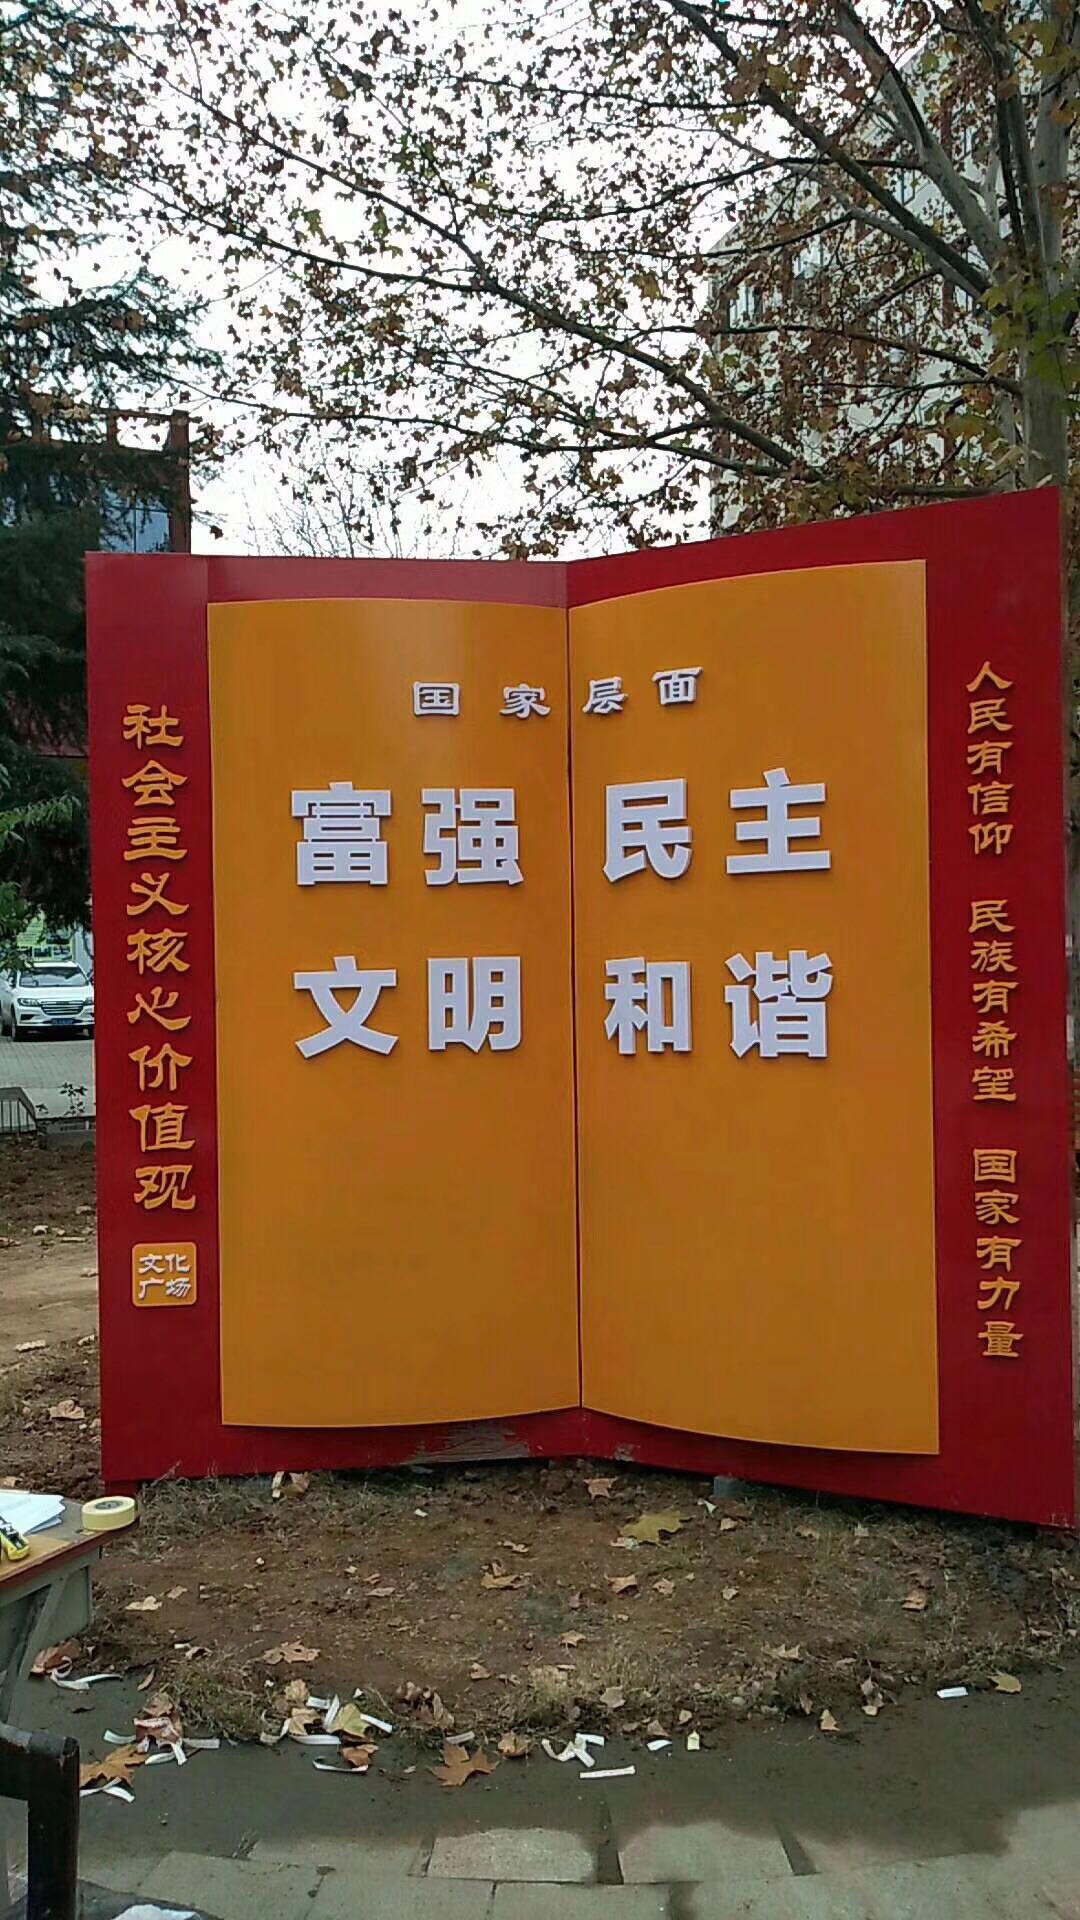 国家层面
富强 民主
文明 和谐
社会主义核心价值观
文化
广场
人民有信仰 民族有希望 国家有力量